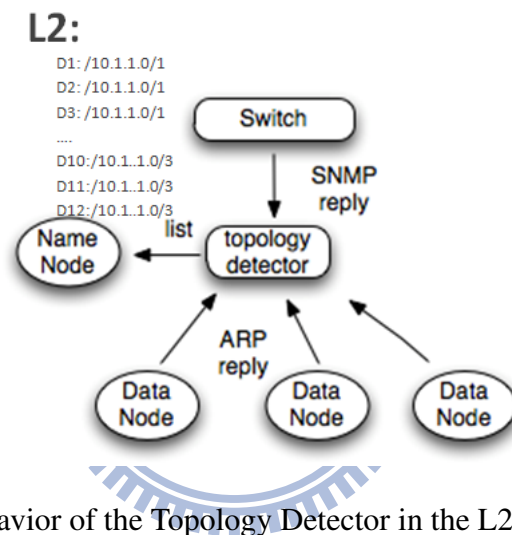 L2:
D1: /10.1.1.0/1
D2: /10.1.1.0/1
D3: /10.1.1.0/1
....
D10:/10.1..1.0/3
D11:/10.1.1.0/3
D12:/10.1.1.0/3
Switch
SNMP
reply
list
Name
Node
topology
detector
ARP
reply
Data
Node
Data
Node
Data
Node
avior of the Topology Detector in the L2